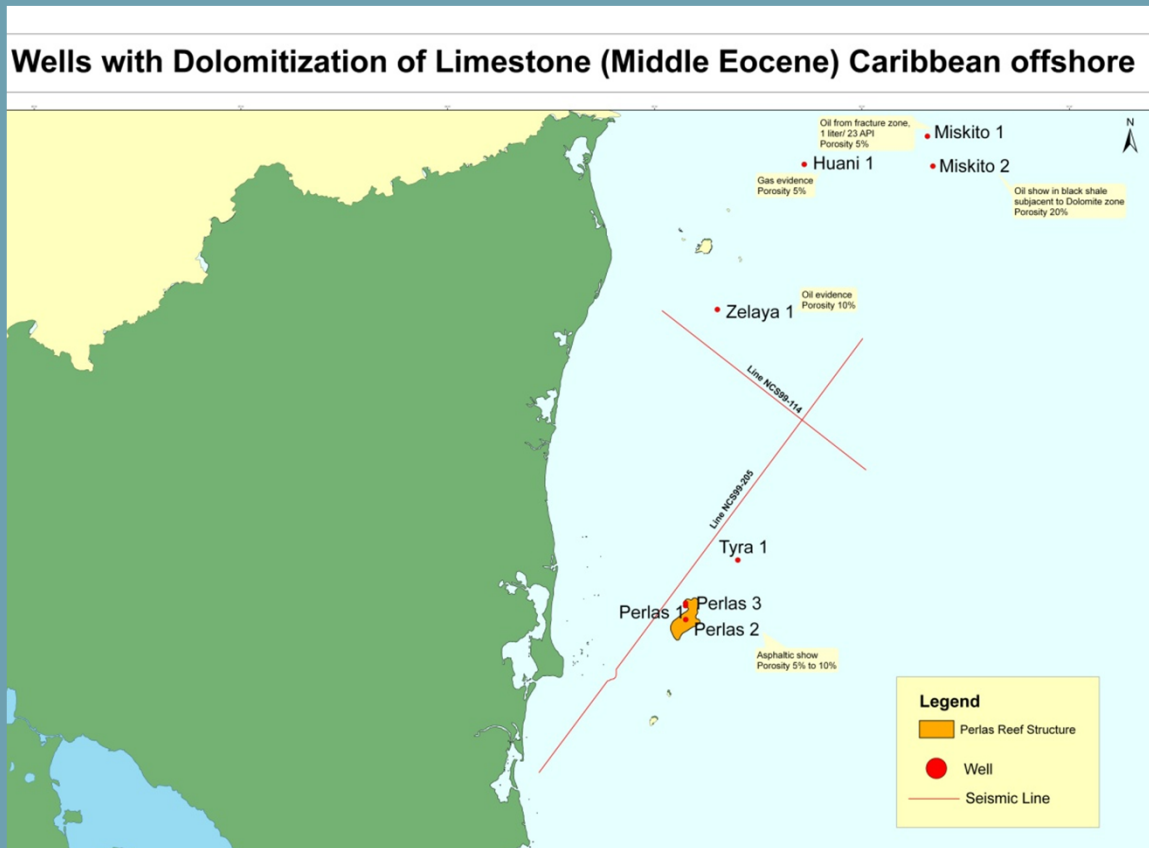 Wells with Dolomitization of Limestone (Middle Eocene) Caribbean offshore
N
Oil from fracture zone,
1 liter/ 23 API
Porosity 5%
Miskito 1
Huani 1
Miskito 2
Gas evidence
Porosity 5%
Oil show in black shale
subjacent to Dolomite zone
Porosity 20%
Oil evidence
Porosity 10%
Zelaya 1
Line NCS99-114
Line NCS99-205
Tyra 1
Perlas 3
Perlas 1
Perlas 2
Asphaltic show
Porosity 5% to 10%
Legend
Perlas Reef Structure
Well
Seismic Line